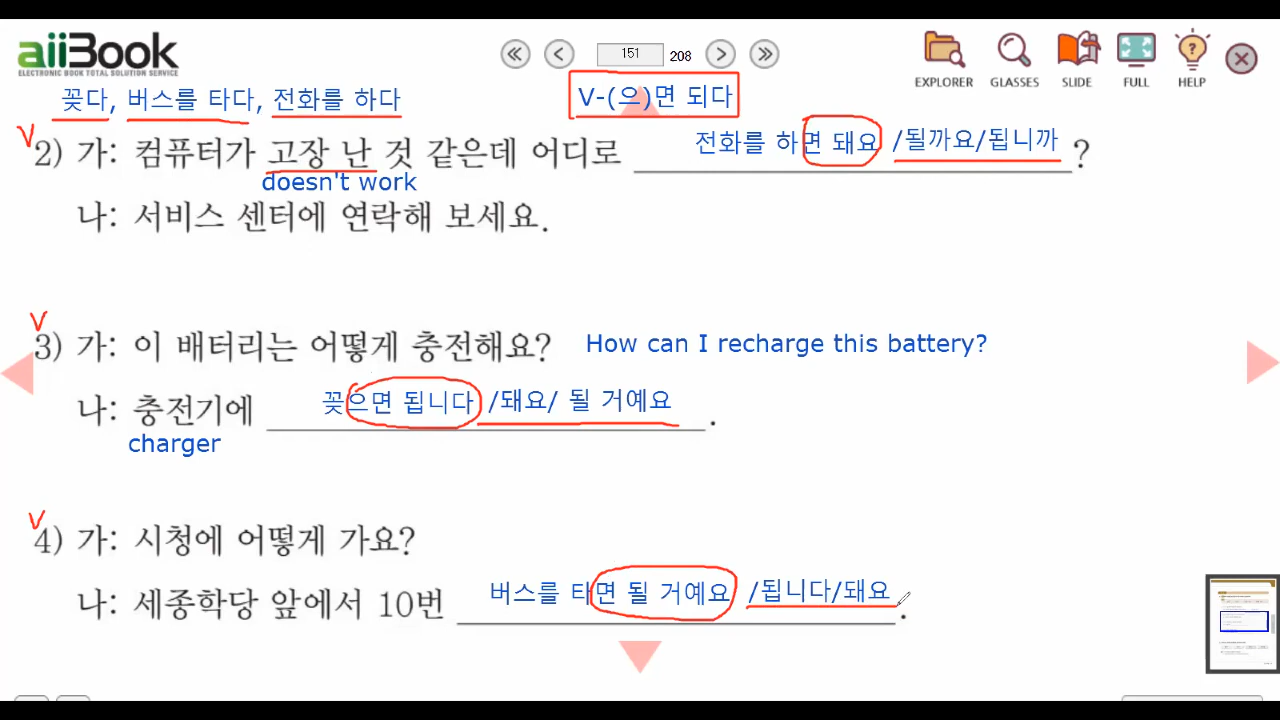 aiiBook
ELECTRONIC BOOK TOTAL SOLUTION SERVICE
151 208
EXPLORER GLASSES SLIDE FULL HELP
꽂다, 버스를 타다, 전화를 하다
V-(으)면 되다
2) 가: 컴퓨터가 고장 난 것 같은데 어디로 전화를 하면 돼요 /될까요/됩니까 ?
doesn't work
나: 서비스 센터에 연락해 보세요.
3) 가: 이 배터리는 어떻게 충전해요? How can I recharge this battery?
나: 충전기에 꽂으면 됩니다 /돼요/ 될 거예요 .
charger
4) 가: 시청에 어떻게 가요?
나: 세종학당 앞에서 10번 버스를 타면 될 거예요 /됩니다/돼요 .